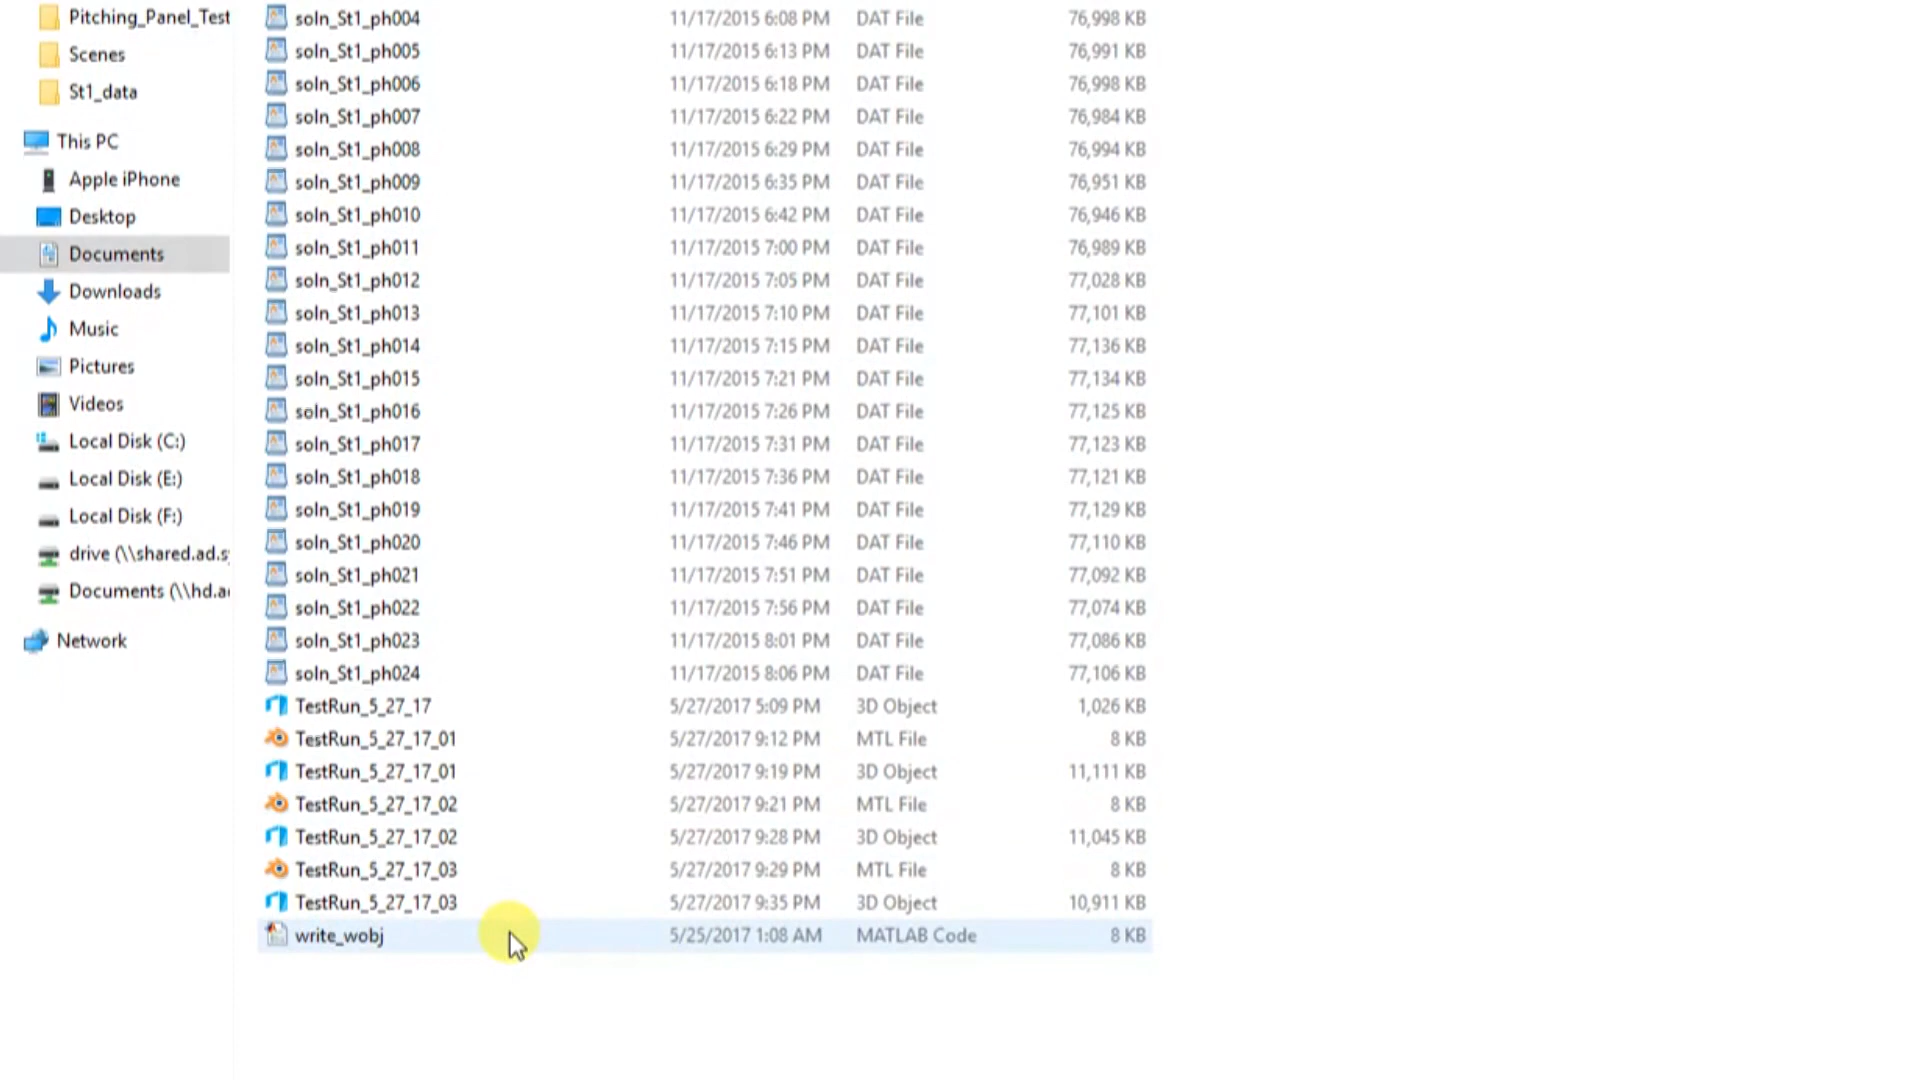 Pitching_Panel_Test
Scenes
St1_data
This PC
Apple iPhone
Desktop
Documents
Downloads
Music
Pictures
Videos
Local Disk (C:)
Local Disk (E:)
Local Disk (F:)
drive (\\shared.ad.s
Documents (\\hd.a
Network
soln_St1_ph004 11/17/2015 6:08 PM DAT File 76,998 KB
soln_St1_ph005 11/17/2015 6:13 PM DAT File 76,991 KB
soln_St1_ph006 11/17/2015 6:18 PM DAT File 76,998 KB
soln_St1_ph007 11/17/2015 6:22 PM DAT File 76,984 KB
soln_St1_ph008 11/17/2015 6:29 PM DAT File 76,994 KB
soln_St1_ph009 11/17/2015 6:35 PM DAT File 76,951 KB
soln_St1_ph010 11/17/2015 6:42 PM DAT File 76,946 KB
soln_St1_ph011 11/17/2015 7:00 PM DAT File 76,989 KB
soln_St1_ph012 11/17/2015 7:05 PM DAT File 77,028 KB
soln_St1_ph013 11/17/2015 7:10 PM DAT File 77,101 KB
soln_St1_ph014 11/17/2015 7:15 PM DAT File 77,136 KB
soln_St1_ph015 11/17/2015 7:21 PM DAT File 77,134 KB
soln_St1_ph016 11/17/2015 7:26 PM DAT File 77,125 KB
soln_St1_ph017 11/17/2015 7:31 PM DAT File 77,123 KB
soln_St1_ph018 11/17/2015 7:36 PM DAT File 77,121 KB
soln_St1_ph019 11/17/2015 7:41 PM DAT File 77,129 KB
soln_St1_ph020 11/17/2015 7:46 PM DAT File 77,110 KB
soln_St1_ph021 11/17/2015 7:51 PM DAT File 77,092 KB
soln_St1_ph022 11/17/2015 7:56 PM DAT File 77,074 KB
soln_St1_ph023 11/17/2015 8:01 PM DAT File 77,086 KB
soln_St1_ph024 11/17/2015 8:06 PM DAT File 77,106 KB
TestRun_5_27_17 5/27/2017 5:09 PM 3D Object 1,026 KB
TestRun_5_27_17_01 5/27/2017 9:12 PM MTL File 8 KB
TestRun_5_27_17_01 5/27/2017 9:19 PM 3D Object 11,111 KB
TestRun_5_27_17_02 5/27/2017 9:21 PM MTL File 8 KB
TestRun_5_27_17_02 5/27/2017 9:28 PM 3D Object 11,045 KB
TestRun_5_27_17_03 5/27/2017 9:29 PM MTL File 8 KB
TestRun_5_27_17_03 5/27/2017 9:35 PM 3D Object 10,911 KB
write_wobj 5/25/2017 1:08 AM MATLAB Code 8 KB